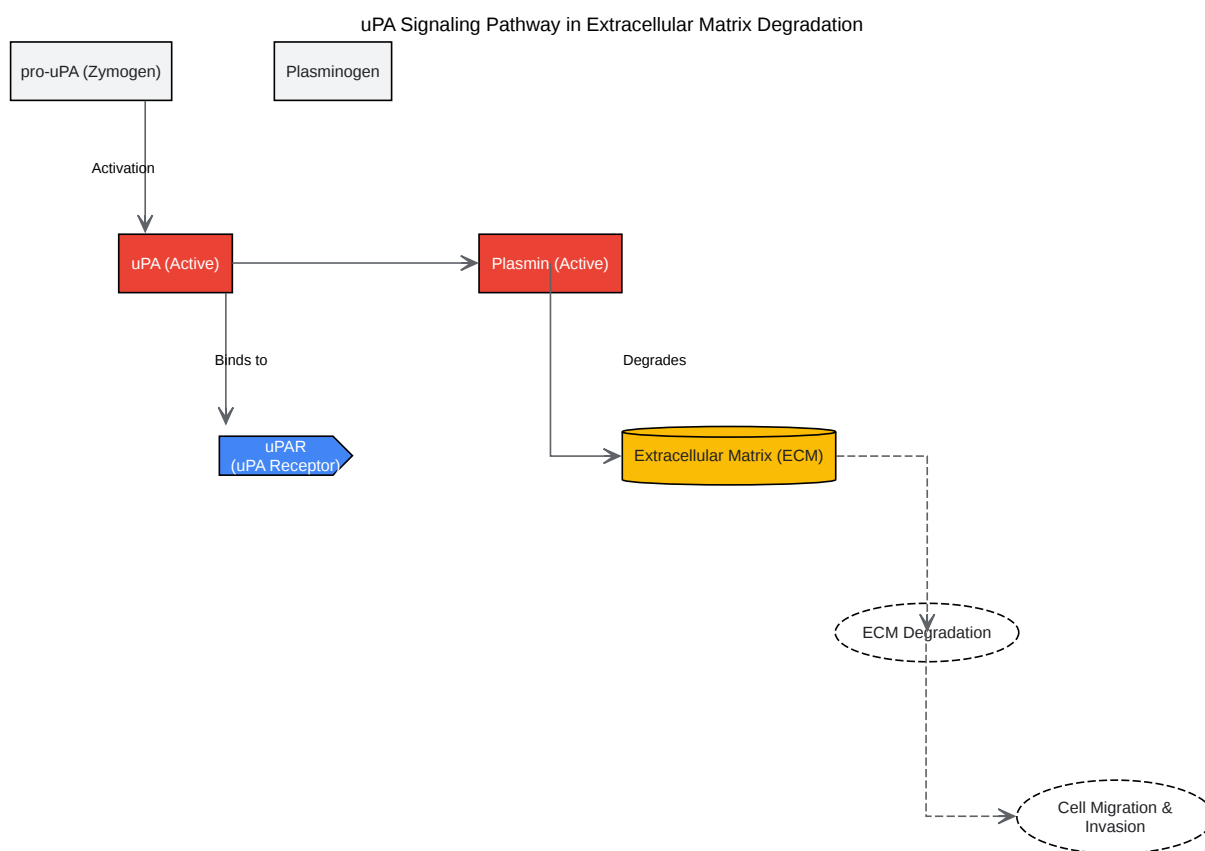 uPA Signaling Pathway in Extracellular Matrix Degradation
pro-uPA (Zymogen)
Plasminogen
Activation
uPA (Active)
Plasmin (Active)
Binds to
Degrades
uPAR
(uPA Receptor)
Extracellular Matrix (ECM)
ECM Degradation
Cell Migration &
Invasion